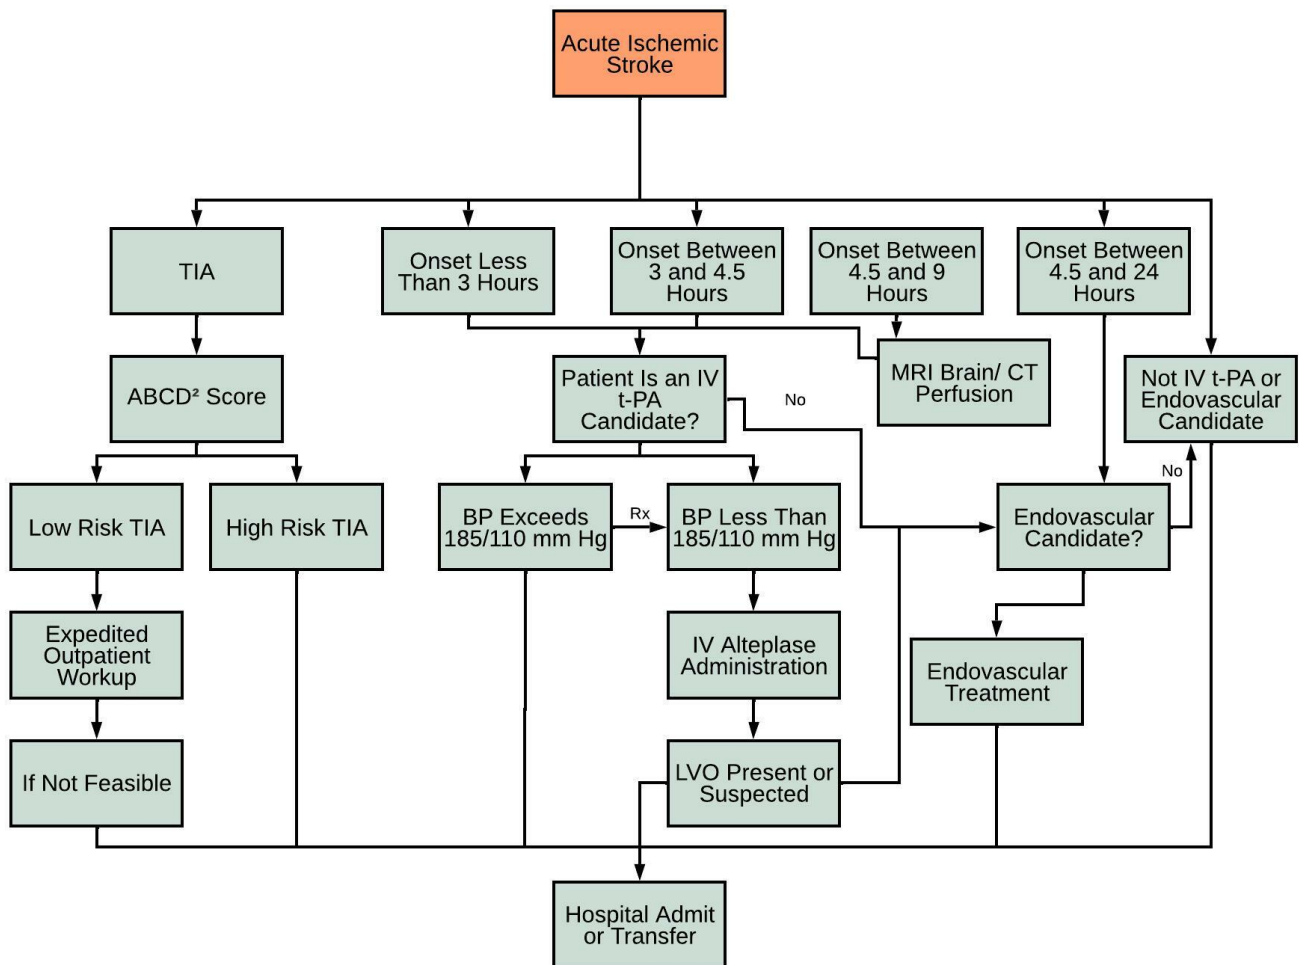 Acute Ischemic
Stroke
TIA
Onset Less
Than 3 Hours
Onset Between
3 and 4.5
Hours
Onset Between
4.5 and 9
Hours
Onset Between
4.5 and 24
Hours
ABCD² Score
Patient Is an IV
t-PA
Candidate?
No
MRI Brain/ CT
Perfusion
Not IV t-PA or
Endovascular
Candidate
No
Low Risk TIA
High Risk TIA
BP Exceeds
185/110 mm Hg
Rx
BP Less Than
185/110 mm Hg
Endovascular
Candidate?
Expedited
Outpatient
Workup
IV Alteplase
Administration
Endovascular
Treatment
If Not Feasible
LVO Present or
Suspected
Hospital Admit
or Transfer